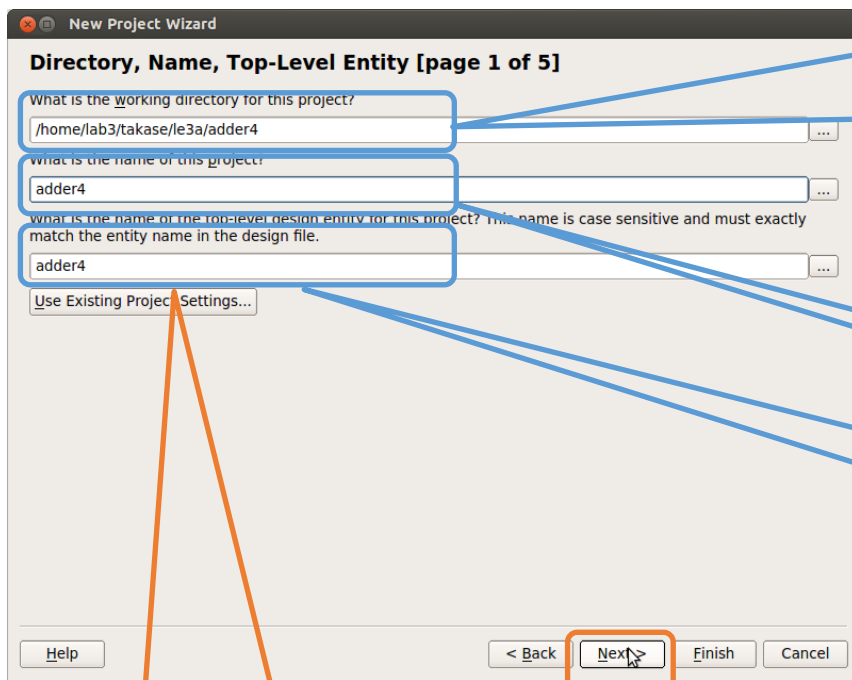 New Project Wizard
Directory, Name, Top-Level Entity [page 1 of 5]
What is the working directory for this project?
/home/lab3/takase/le3a/adder4
...
What is the name of this project?
adder4
...
What is the name of the top-level design entity for this project? This name is case sensitive and must exactly
match the entity name in the design file.
adder4
...
Use Existing Project Settings...
Help
< Back
Next >
Finish
Cancel